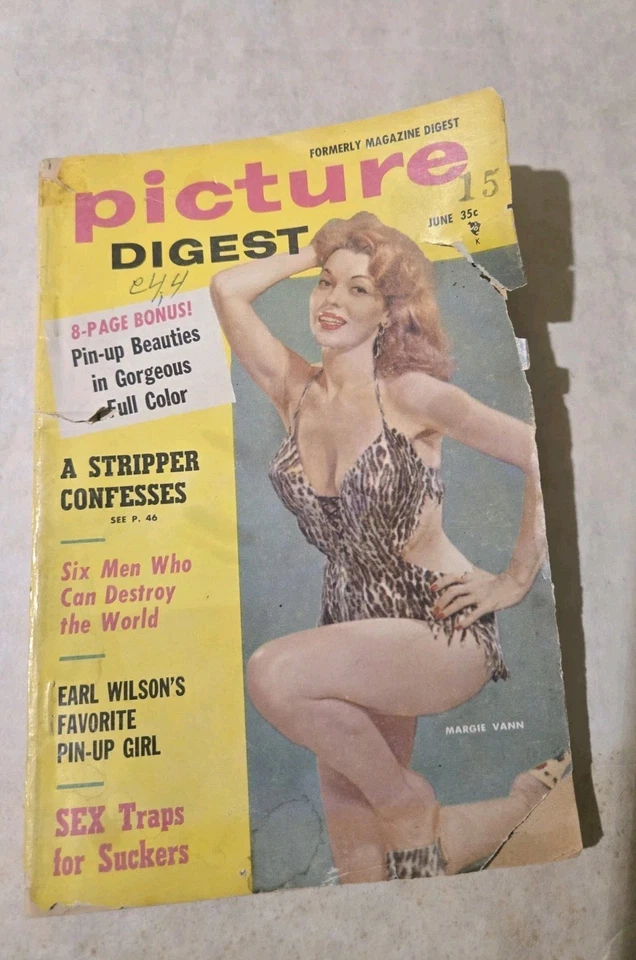 FORMERLY MAGAZINE DIGEST
picture
15
JUNE 35c
DIGEST
K
8-PAGE BONUS!
Pin-up Beauties
in Gorgeous
Full Color
A STRIPPER
CONFESSES
SEE P. 46
Six Men Who
Can Destroy
the World
EARL WILSON'S
FAVORITE
PIN-UP GIRL
MARGIE VANN
SEX Traps
for Suckers